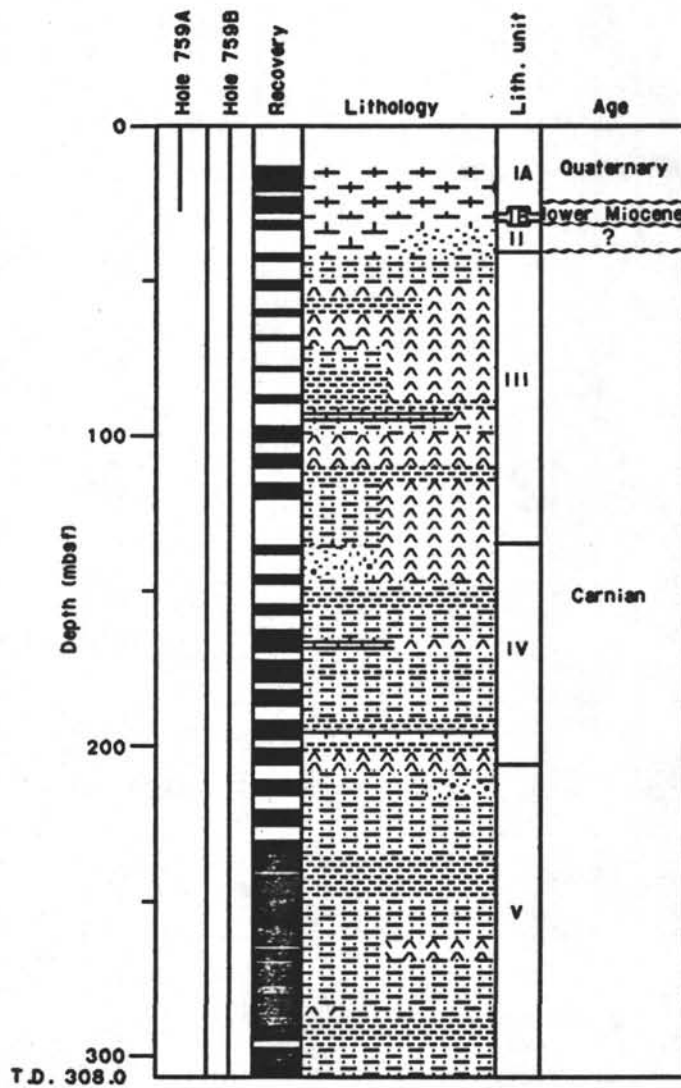 Hole 759A
Hole 759B
Recovery
Lithology
Lith. unit
Age
0
IA
Quaternary
IB
lower Miocene
II
?
III
100
Depth (mbsf)
Carnian
IV
200
V
300
T.D. 308.0